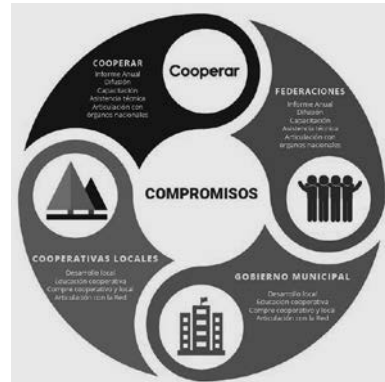 COOPERAR
Informe Anual
Difusión
Capacitación
Asistencia técnica
Articulación con
órganos nacionales
Cooperar
FEDERACIONES
Informe Anual
Difusión
Capacitación
Asistencia técnica
Articulación con
órganos nacionales
COMPROMISOS
COOPERATIVAS LOCALES
Desarrollo local
Educación cooperativa
Compre cooperativo y local
Articulación con la Red
GOBIERNO MUNICIPAL
Desarrollo local
Educación cooperativa
Compre cooperativo y local
Articulación con la Red